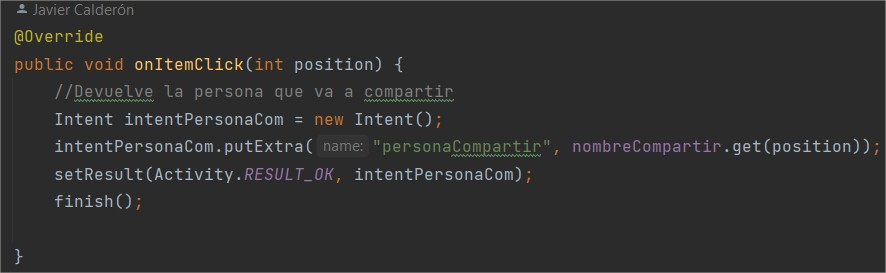 Javier Calderón
@Override
public void onItemClick(int position) {
//Devuelve la persona que va a compartir
Intent intentPersonaCom = new Intent();
intentPersonaCom.putExtra( name: "personaCompartir", nombreCompartir.get(position));
setResult(Activity.RESULT_OK, intentPersonaCom);
finish();
}